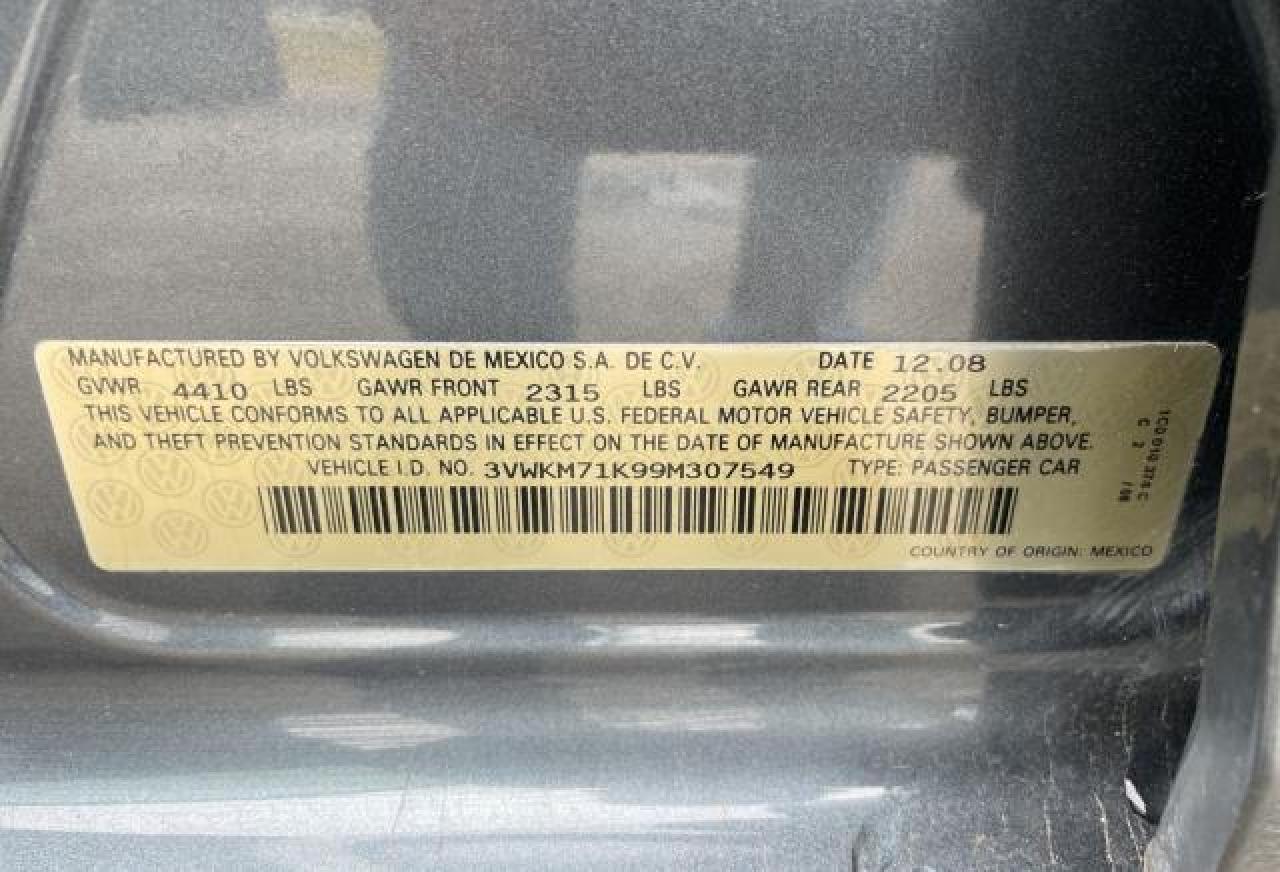 MANUFACTURED BY VOLKSWAGEN DE MEXICO S.A. DE C.V. DATE 12.08
GVWR 4410 LBS GAWR FRONT 2315 LBS GAWR REAR 2205 LBS
THIS VEHICLE CONFORMS TO ALL APPLICABLE U.S. FEDERAL MOTOR VEHICLE SAFETY, BUMPER,
AND THEFT PREVENTION STANDARDS IN EFFECT ON THE DATE OF MANUFACTURE SHOWN ABOVE.
VEHICLE I.D. NO. 3VWKM71K99M307549 TYPE: PASSENGER CAR
COUNTRY OF ORIGIN: MEXICO